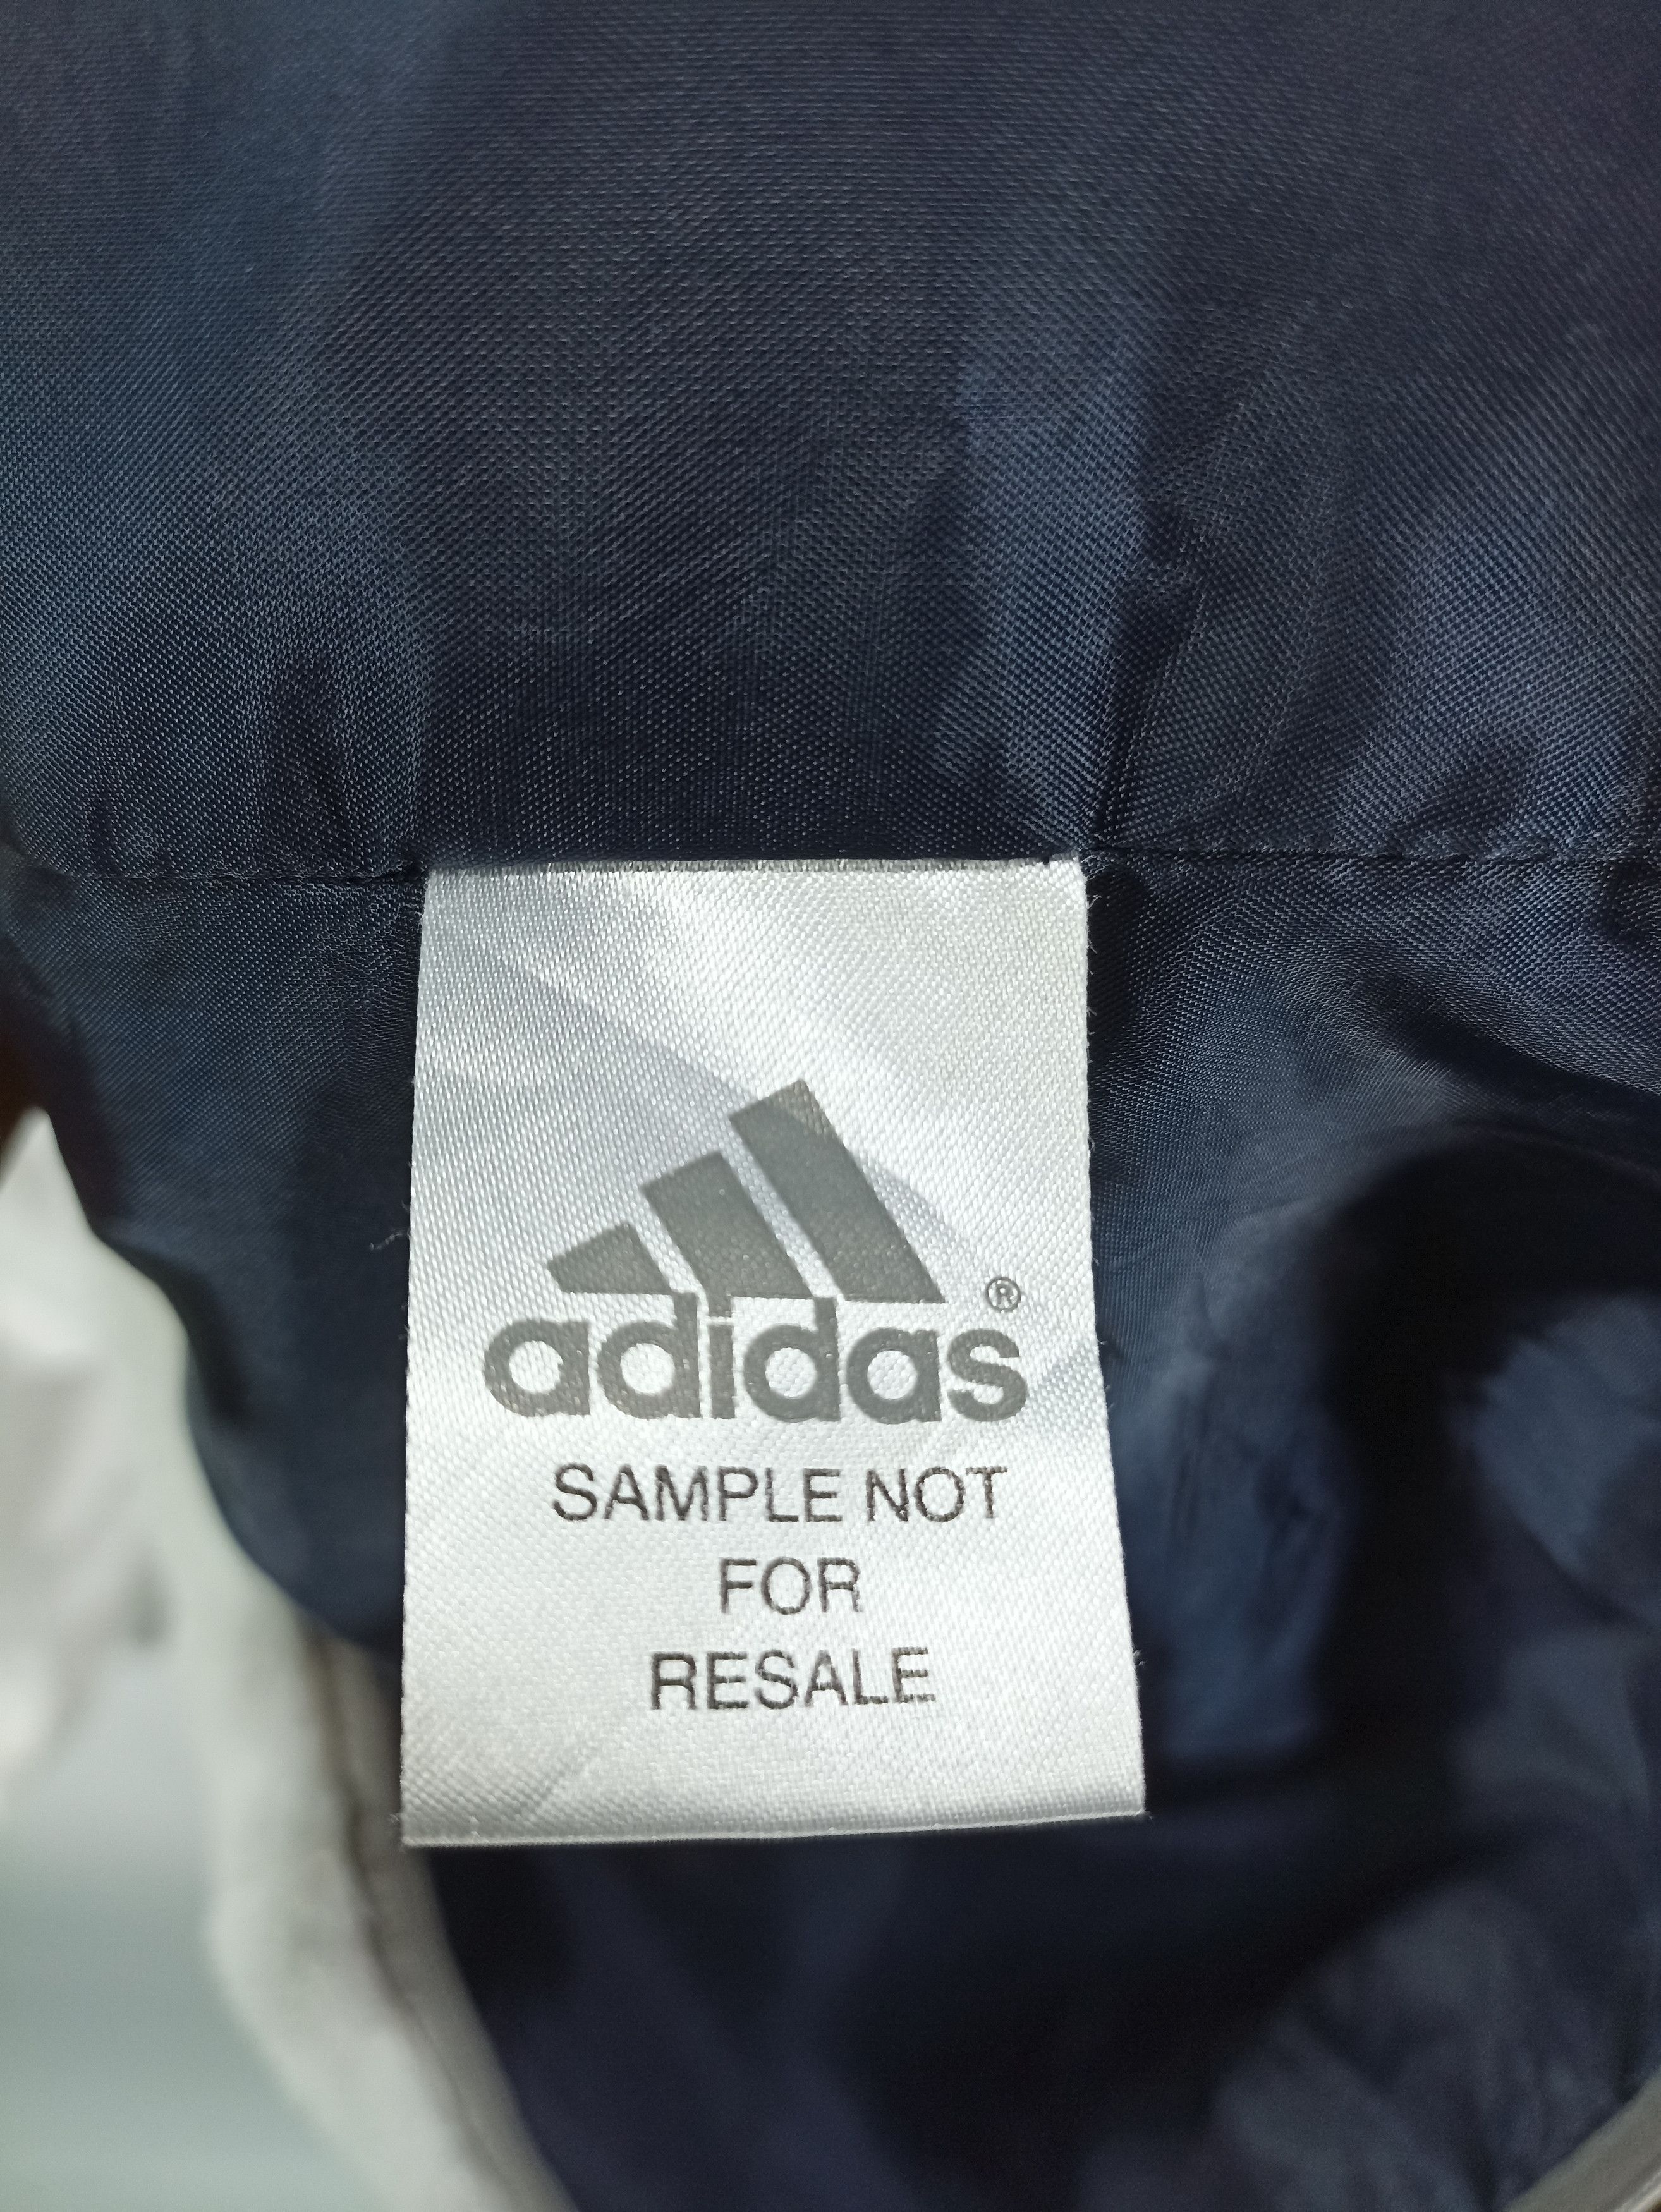 adidas®
SAMPLE NOT
FOR
RESALE